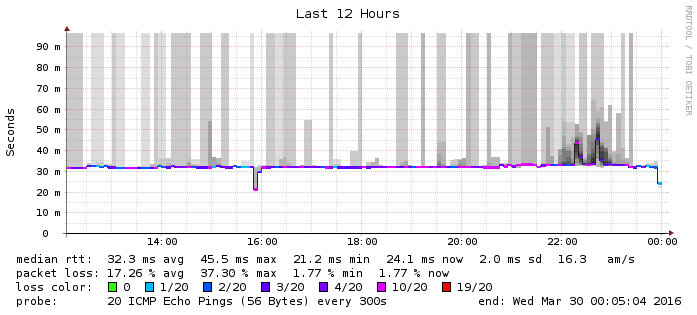 Last 12 Hours
RRDTOOL / TOBI OETIKER
Seconds
90 m
80 m
70 m
60 m
50 m
40 m
30 m
20 m
10 m
0
14:00 16:00 18:00 20:00 22:00 00:00
median rtt: 32.3 ms avg 45.5 ms max 21.2 ms min 24.1 ms now 2.0 ms sd 16.3 am/s
packet loss: 17.26 % avg 37.30 % max 1.77 % min 1.77 % now
loss color: 0 1/20 2/20 3/20 4/20 10/20 19/20
probe: 20 ICMP Echo Pings (56 Bytes) every 300s end: Wed Mar 30 00:05:04 2016